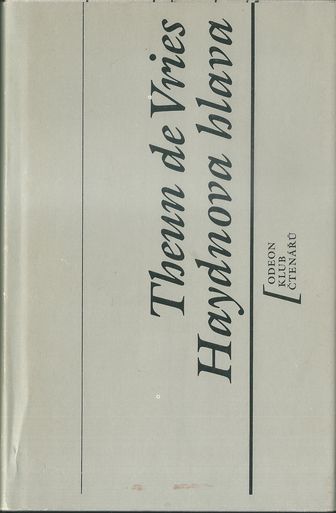 Theun de Vries
Haydnova hlava
ODEON
KLUB
ČTENÁŘŮ